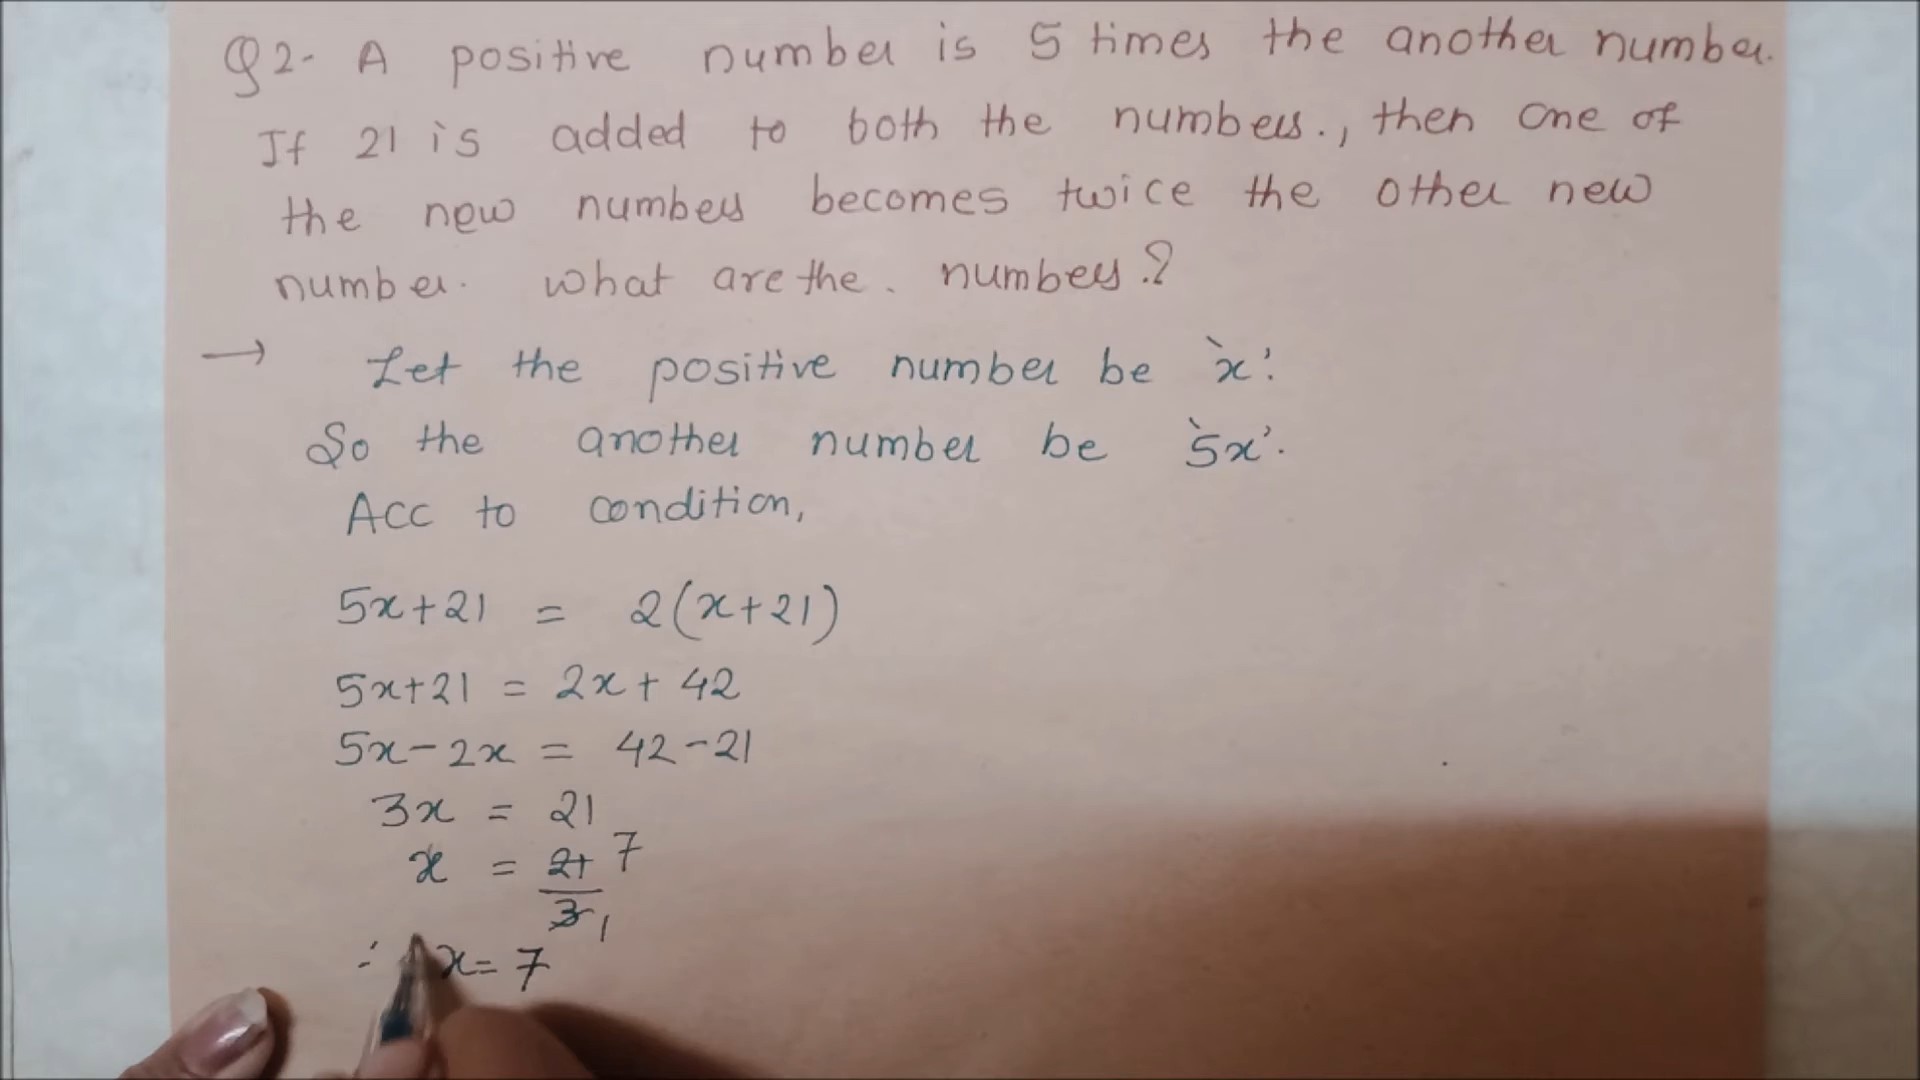 Q2- A positive number is 5 times the another number.
If 21 is added to both the numbers., then one of
the new numbers becomes twice the other new
number. what are the. numbers?
→ Let the positive number be 'x'.
So the another number be '5x'.
Acc to condition,
5x+21 = 2(x+21)
5x+21 = 2x+ 42
5x-2x = 42-21
3x = 21
x = 21/3 7 1
∴ x= 7